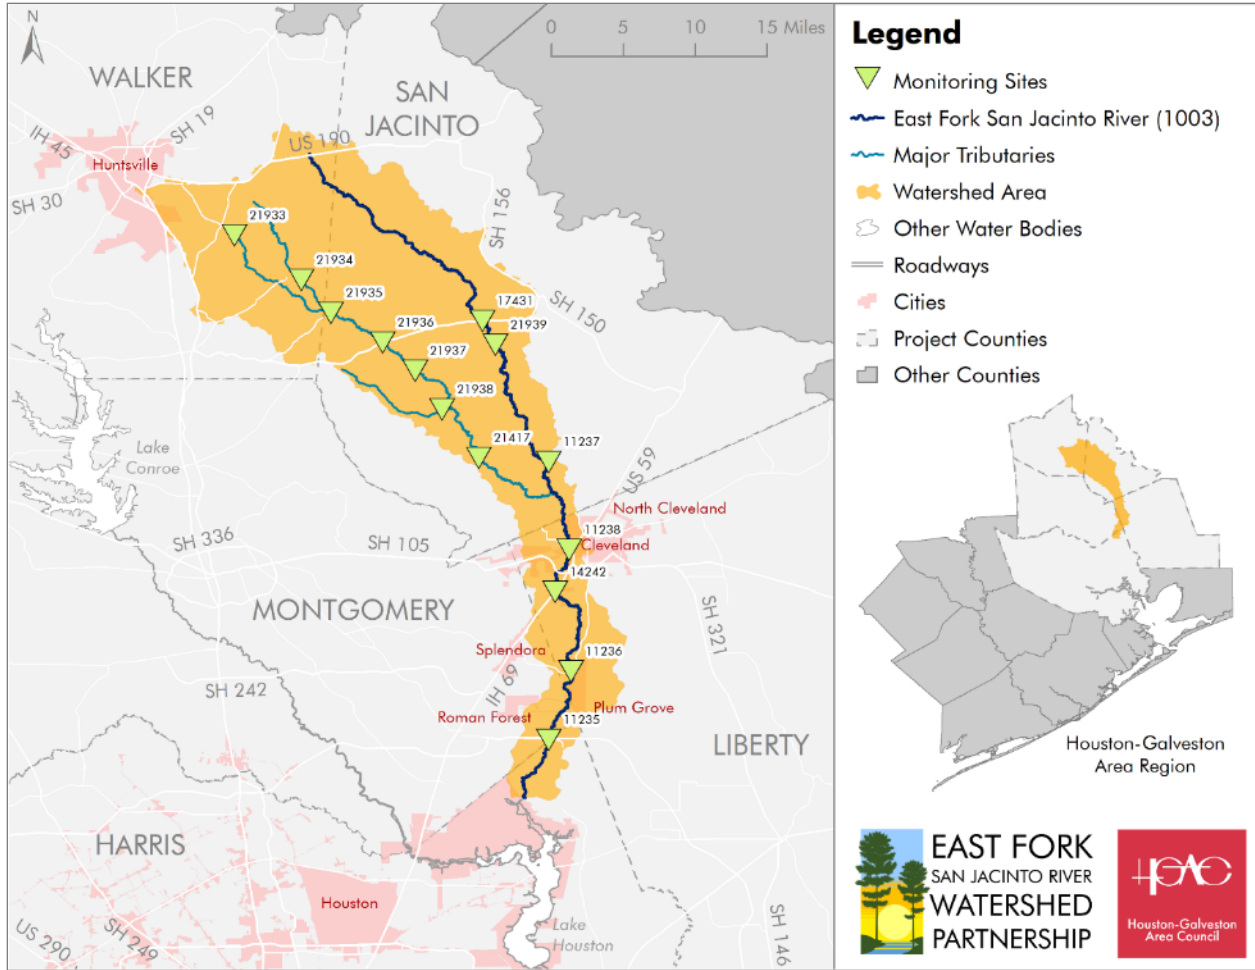 N
0 5 10 15 Miles
WALKER
SAN
JACINTO
IH 45
SH 19
US 190
Huntsville
SH 30
SH 156
21933
21934
21935
17431
SH 150
21936
21939
21937
21938
21417
11237
Lake
Conroe
US 59
North Cleveland
11238
SH 336
SH 105
Cleveland
14242
MONTGOMERY
SH 321
Splendora
11236
IH 69
SH 242
Plum Grove
Roman Forest
11235
LIBERTY
HARRIS
Houston
Lake
Houston
US 290
SH 249
SH 146
Legend
Monitoring Sites
East Fork San Jacinto River (1003)
Major Tributaries
Watershed Area
Other Water Bodies
Roadways
Cities
Project Counties
Other Counties
Houston-Galveston
Area Region
EAST FORK
SAN JACINTO RIVER
WATERSHED
PARTNERSHIP
HGAC
Houston-Galveston
Area Council